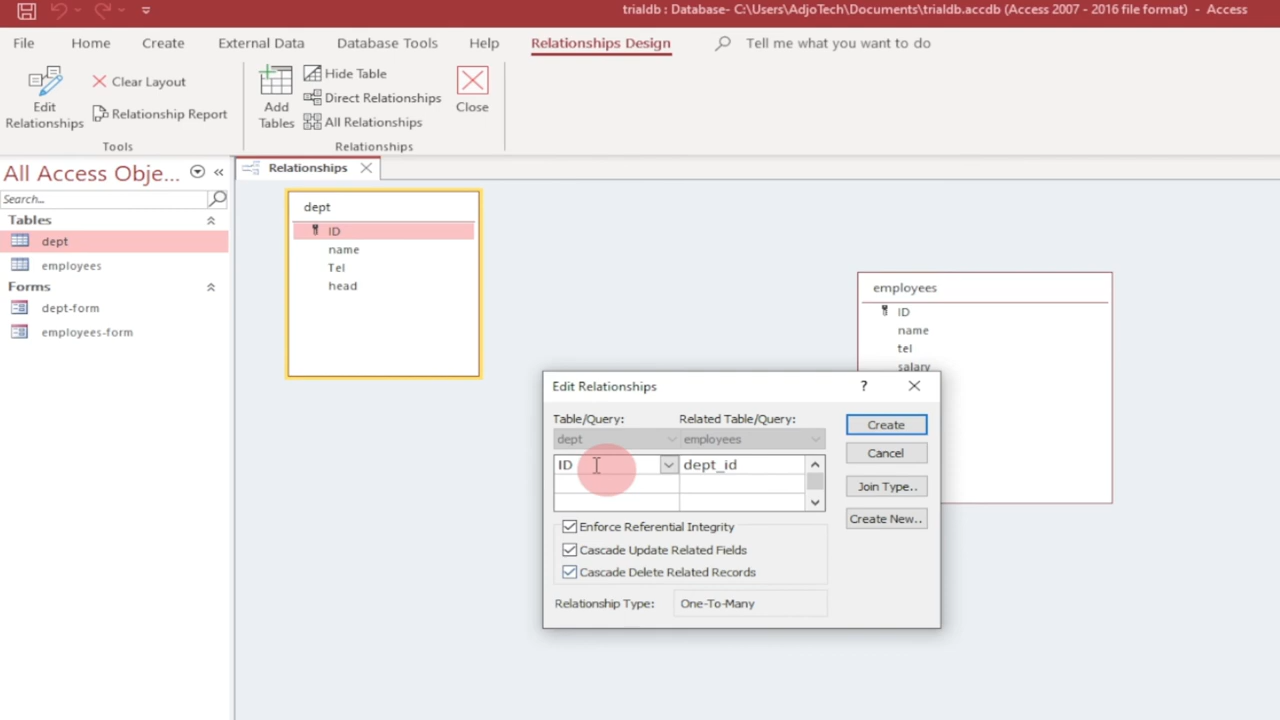 trialdb : Database- C:\Users\AdjoTech\Documents\trialdb.accdb (Access 2007 - 2016 file format) - Access
File Home Create External Data Database Tools Help Relationships Design Tell me what you want to do
Edit Relationships
Clear Layout
Relationship Report
Tools
Add Tables
Hide Table
Direct Relationships
All Relationships
Close
Relationships
All Access Obje...
Search...
Tables
dept
employees
Forms
dept-form
employees-form
Relationships
dept
ID
name
Tel
head
employees
ID
name
tel
salary
Edit Relationships ?
Table/Query: Related Table/Query:
dept employees
ID dept_id
Enforce Referential Integrity
Cascade Update Related Fields
Cascade Delete Related Records
Relationship Type: One-To-Many
Create
Cancel
Join Type..
Create New..